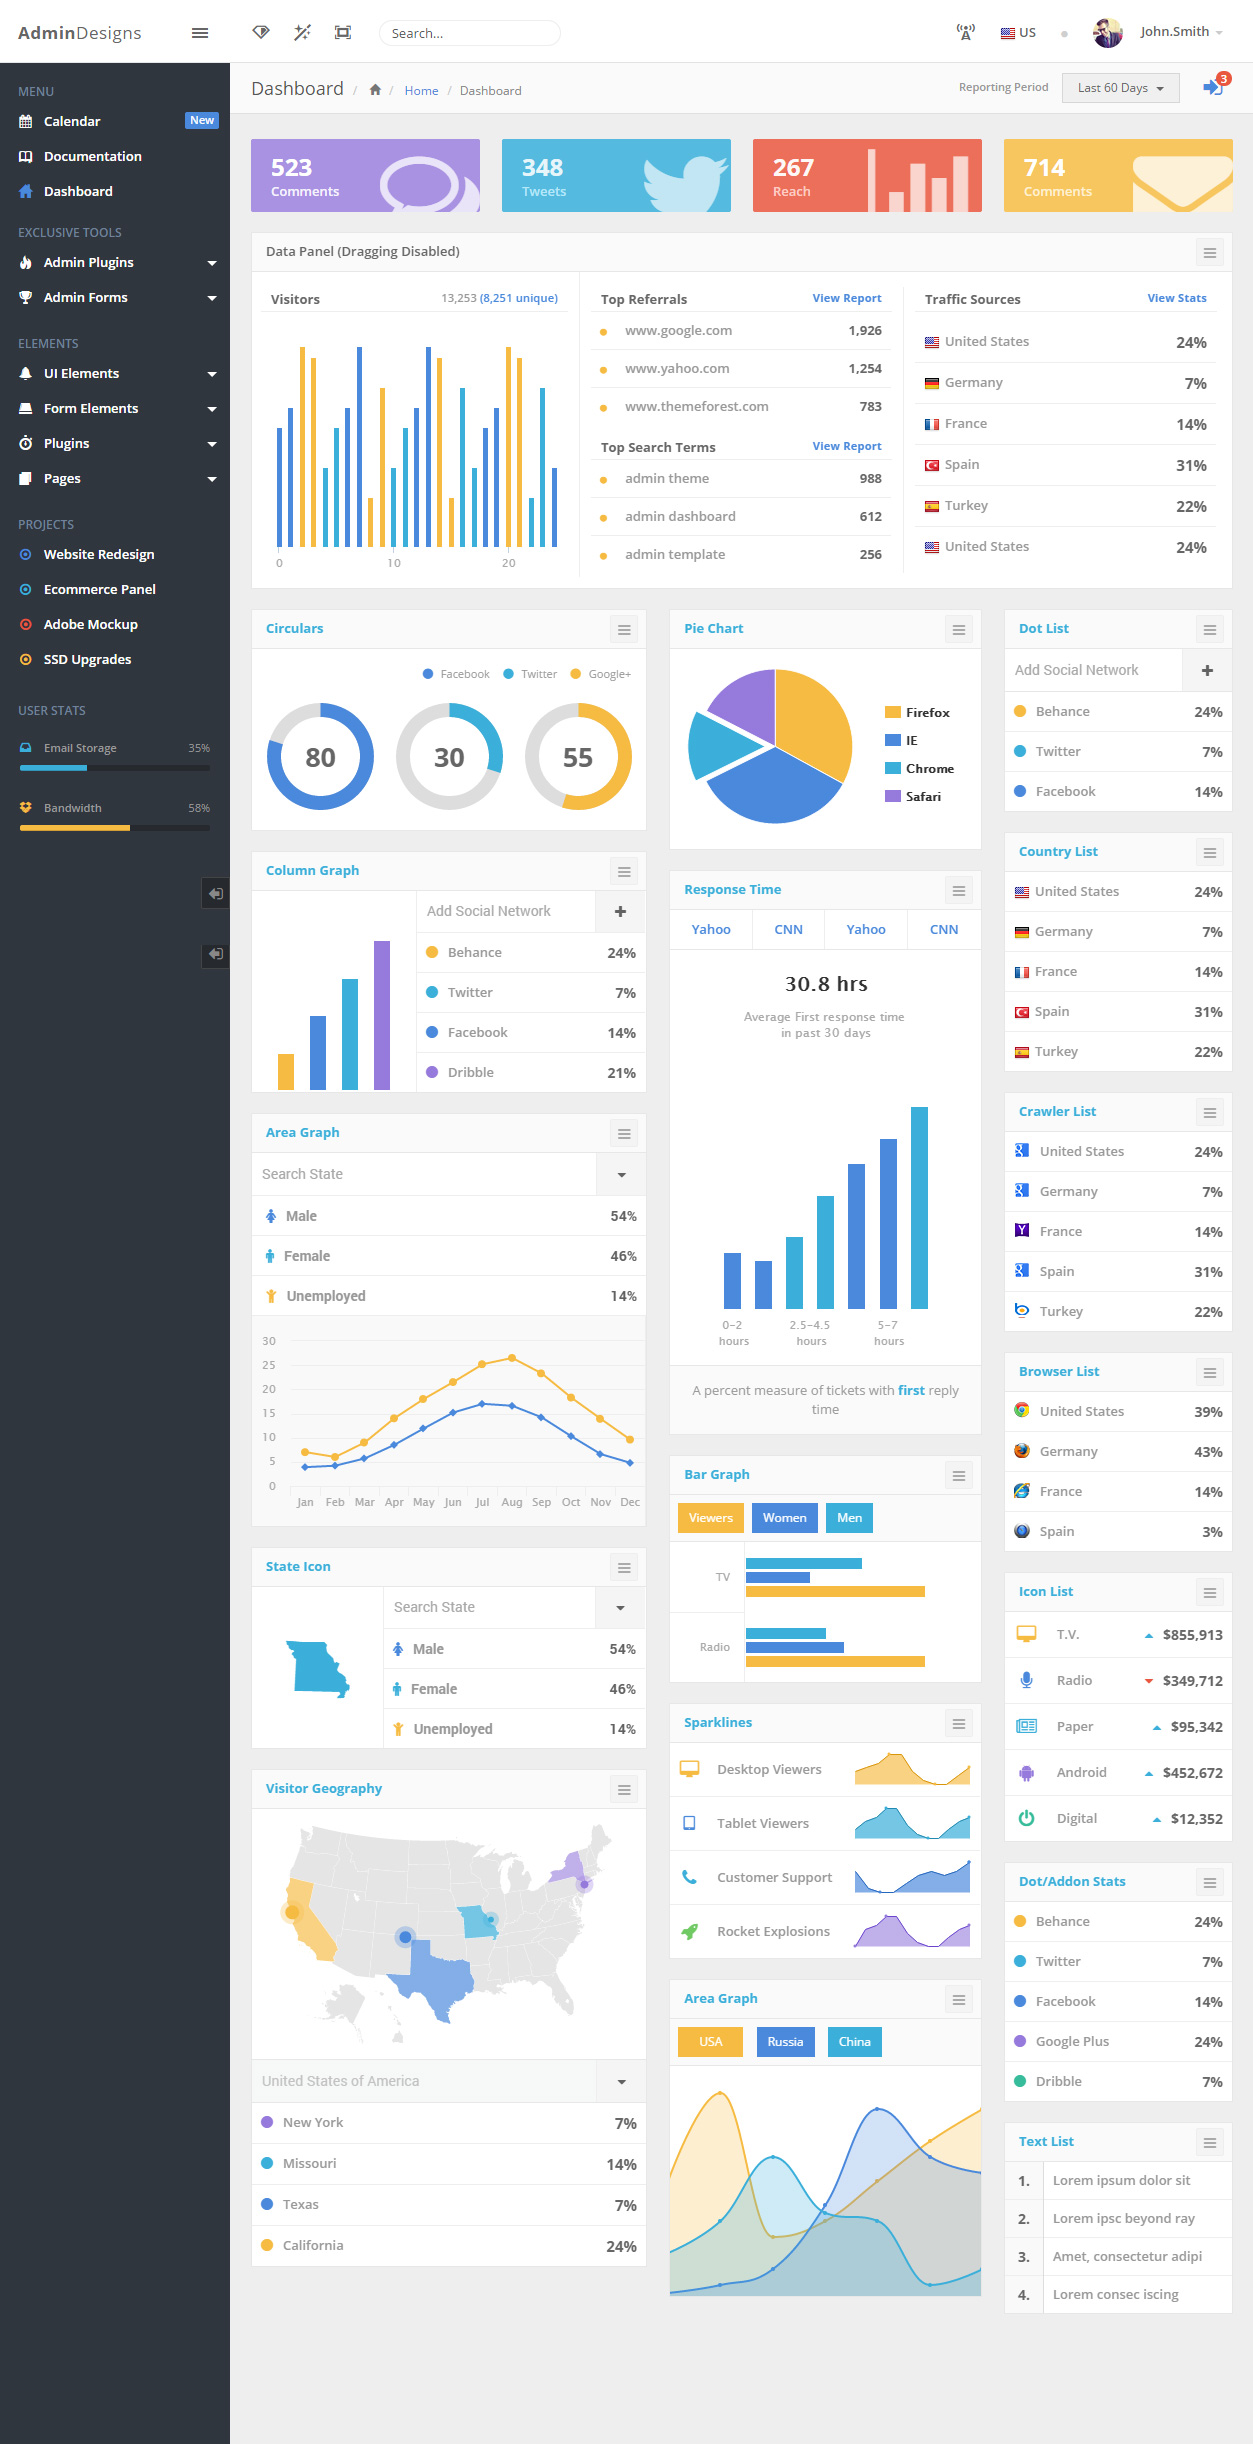 AdminDesigns
Search...
US
John.Smith
MENU
Calendar New
Documentation
Dashboard
EXCLUSIVE TOOLS
Admin Plugins
Admin Forms
ELEMENTS
UI Elements
Form Elements
Plugins
Pages
PROJECTS
Website Redesign
Ecommerce Panel
Adobe Mockup
SSD Upgrades
USER STATS
Email Storage 35%
Bandwidth 58%
Dashboard / / Home / Dashboard
Reporting Period Last 60 Days 3
523
Comments
348
Tweets
267
Reach
714
Comments
Data Panel (Dragging Disabled)
Visitors 13,253 (8,251 unique)
0 10 20
Top Referrals View Report
www.google.com 1,926
www.yahoo.com 1,254
www.themeforest.com 783
Top Search Terms View Report
admin theme 988
admin dashboard 612
admin template 256
Traffic Sources View Stats
United States 24%
Germany 7%
France 14%
Spain 31%
Turkey 22%
United States 24%
Circulars
Facebook Twitter Google+
80 30 55
Column Graph
Add Social Network
Behance 24%
Twitter 7%
Facebook 14%
Dribble 21%
Area Graph
Search State
Male 54%
Female 46%
Unemployed 14%
30
25
20
15
10
5
0
Jan Feb Mar Apr May Jun Jul Aug Sep Oct Nov Dec
State Icon
Search State
Male 54%
Female 46%
Unemployed 14%
Visitor Geography
United States of America
New York 7%
Missouri 14%
Texas 7%
California 24%
Pie Chart
Firefox
IE
Chrome
Safari
Response Time
Yahoo CNN Yahoo CNN
30.8 hrs
Average First response time
in past 30 days
0-2 2.5-4.5 5-7
hours hours hours
A percent measure of tickets with first reply
time
Bar Graph
Viewers Women Men
TV
Radio
Sparklines
Desktop Viewers
Tablet Viewers
Customer Support
Rocket Explosions
Area Graph
USA Russia China
Dot List
Add Social Network
Behance 24%
Twitter 7%
Facebook 14%
Country List
United States 24%
Germany 7%
France 14%
Spain 31%
Turkey 22%
Crawler List
United States 24%
Germany 7%
France 14%
Spain 31%
Turkey 22%
Browser List
United States 39%
Germany 43%
France 14%
Spain 3%
Icon List
T.V. $855,913
Radio $349,712
Paper $95,342
Android $452,672
Digital $12,352
Dot/Addon Stats
Behance 24%
Twitter 7%
Facebook 14%
Google Plus 24%
Dribble 7%
Text List
1. Lorem ipsum dolor sit
2. Lorem ipsc beyond ray
3. Amet, consectetur adipi
4. Lorem consec iscing